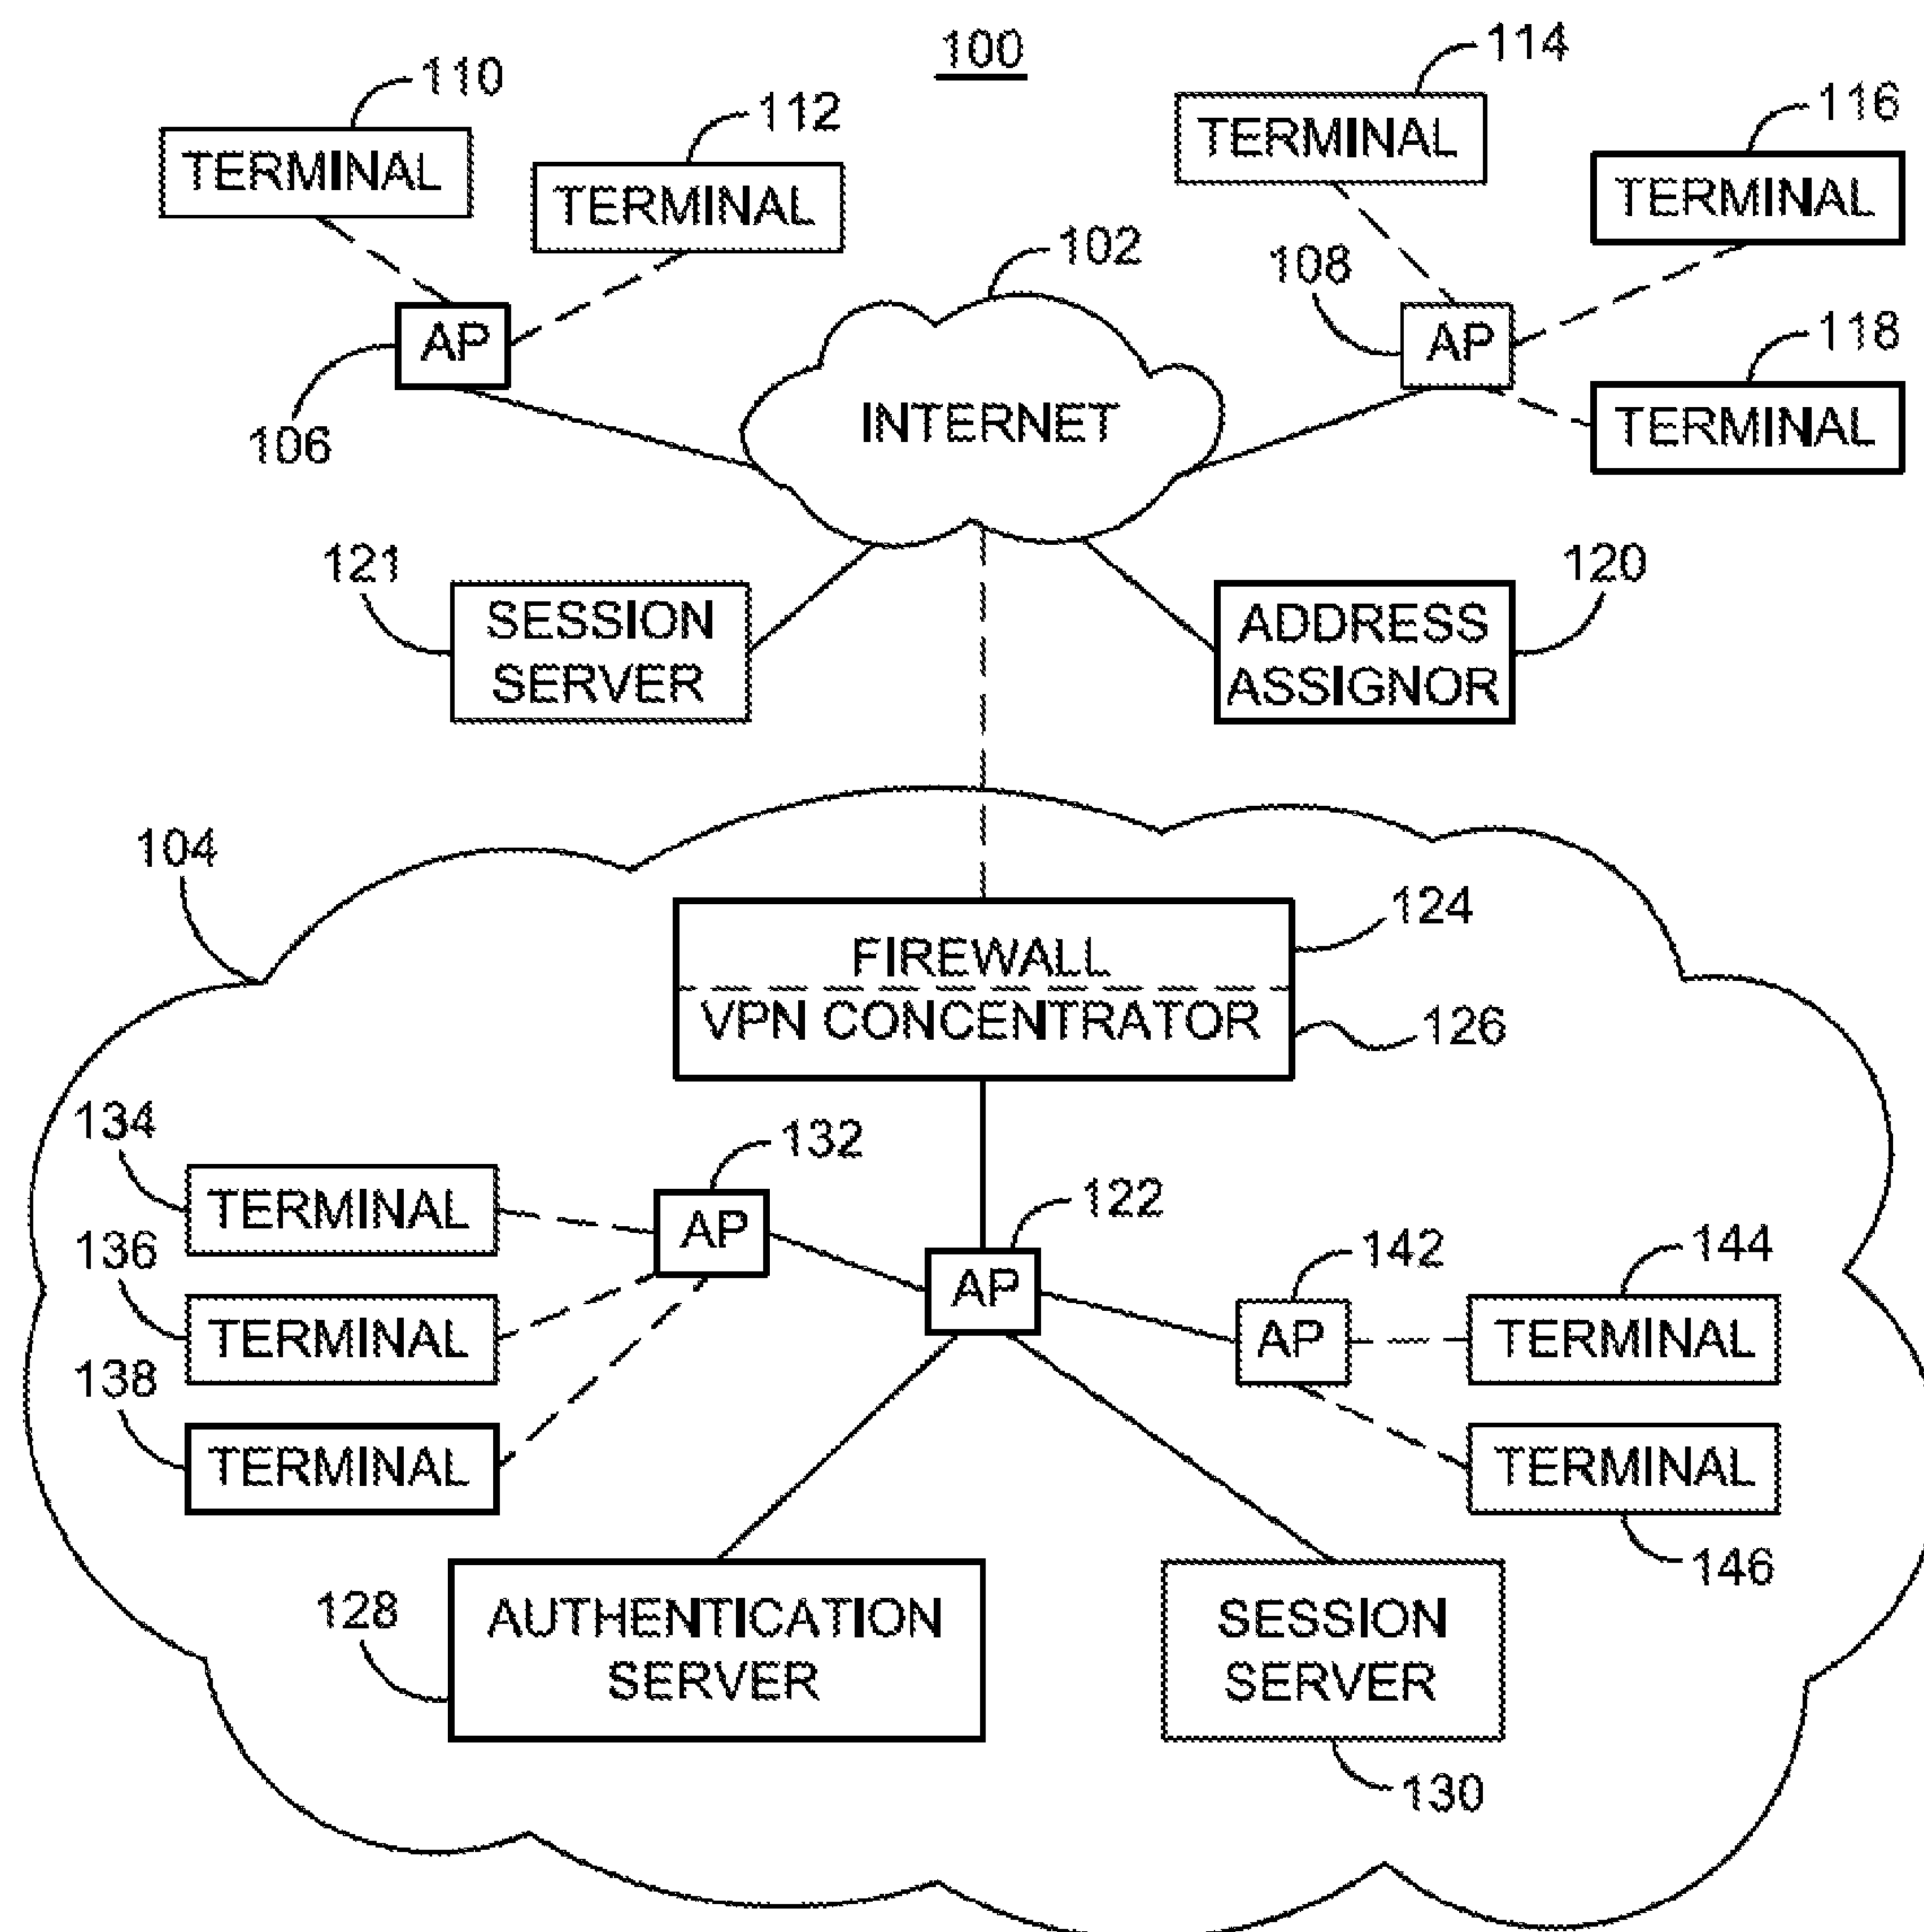 100
110
114
TERMINAL
112
TERMINAL
116
TERMINAL
TERMINAL
102
108
AP
AP
118
106
INTERNET
TERMINAL
121
SESSION
SERVER
120
ADDRESS
ASSIGNOR
104
124
FIREWALL
VPN CONCENTRATOR
126
134
TERMINAL
132
AP
122
AP
136
TERMINAL
142
AP
144
TERMINAL
138
TERMINAL
TERMINAL
146
128
AUTHENTICATION
SERVER
SESSION
SERVER
130